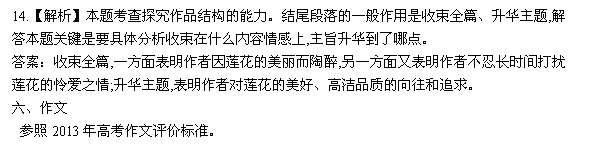 14.【解析】本题考查探究作品结构的能力。结尾段落的一般作用是收束全篇、升华主题,解
答本题关键是要具体分析收束在什么内容情感上,主旨升华到了哪点。
答案：收束全篇,一方面表明作者因莲花的美丽而陶醉,另一方面又表明作者不忍长时间打扰
莲花的怜爱之情;升华主题,表明作者对莲花的美好、高洁品质的向往和追求。
六、作文
参照 2013 年高考作文评价标准。